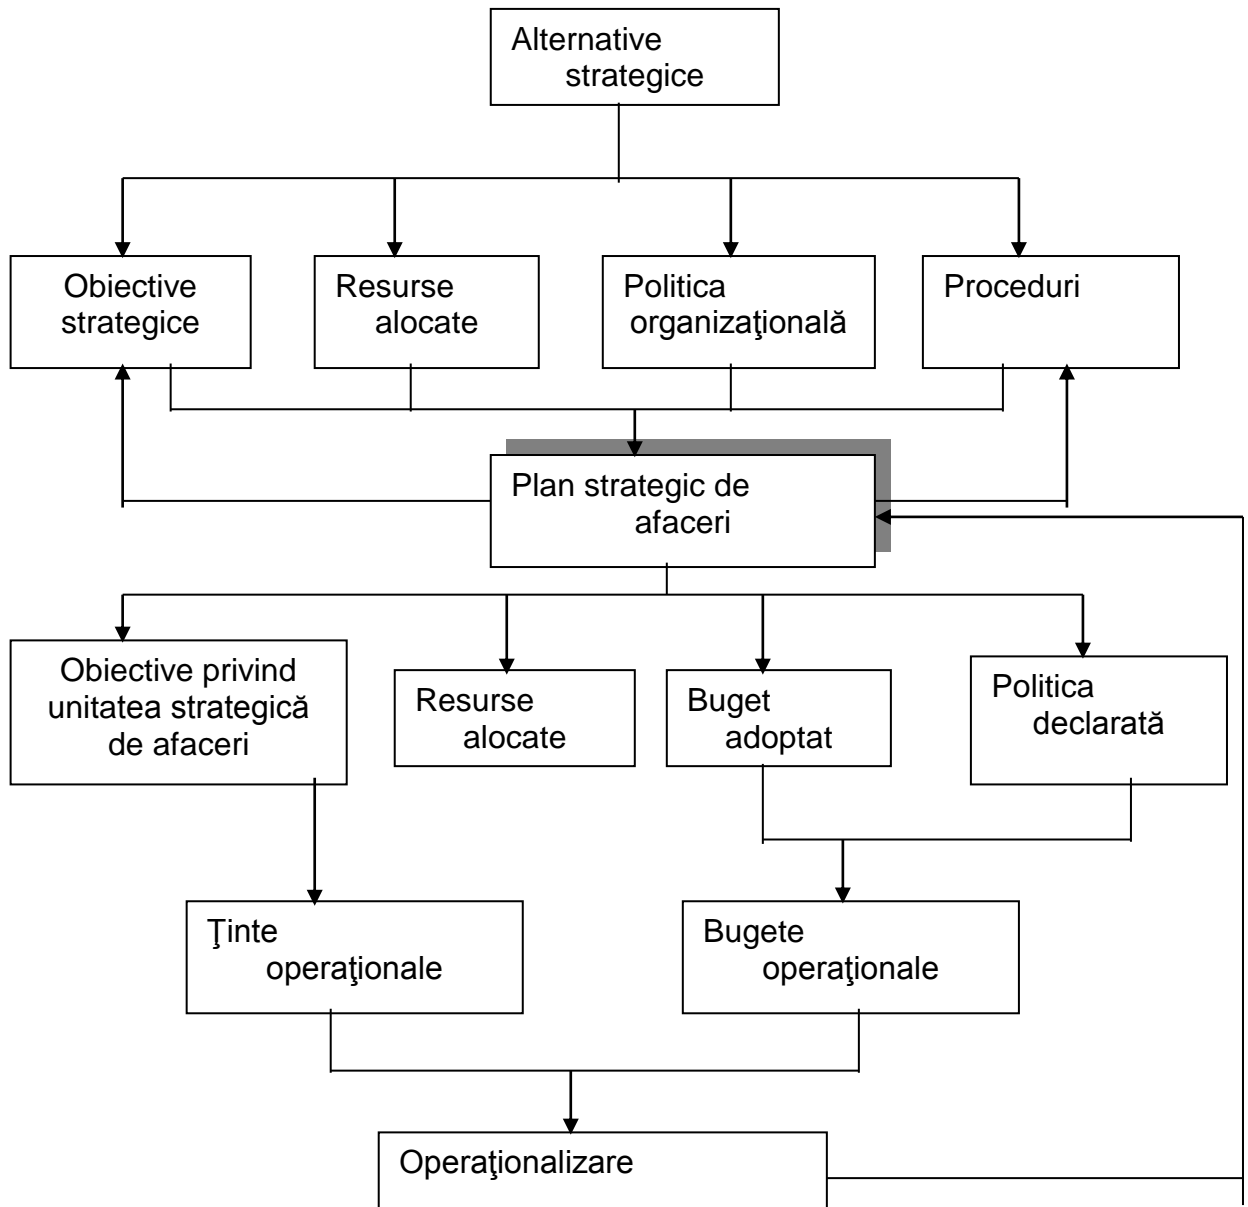 Alternative
strategice
Obiective
strategice
Resurse
alocate
Politica
organizaţională
Proceduri
Plan strategic de
afaceri
Obiective privind
unitatea strategică
de afaceri
Resurse
alocate
Buget
adoptat
Politica
declarată
Ţinte
operaţionale
Bugete
operaţionale
Operaţionalizare